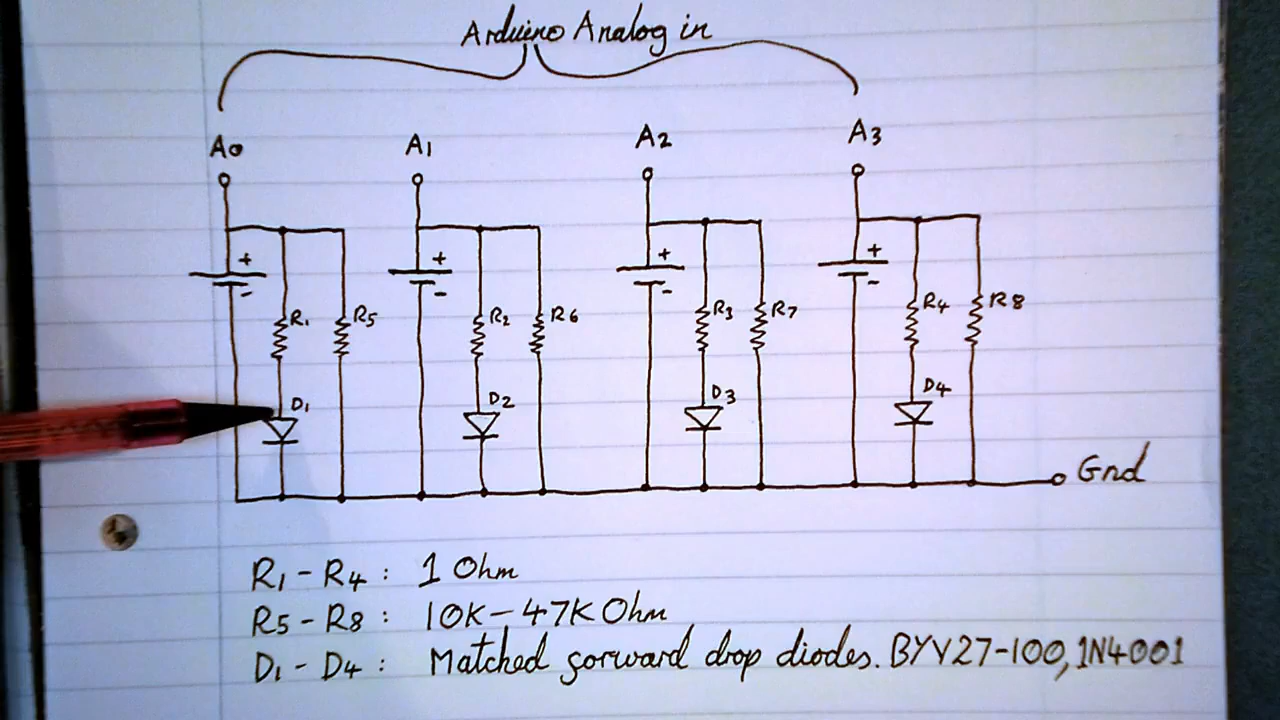 Arduino Analog in
A0 A1 A2 A3
+ + + +
- - - -
R1 R5 R2 R6 R3 R7 R4 R8
D1 D2 D3 D4
Gnd
R1 - R4 : 1 Ohm
R5 - R8 : 10K - 47K Ohm
D1 - D4 : Matched forward drop diodes. BYV27-100, 1N4001